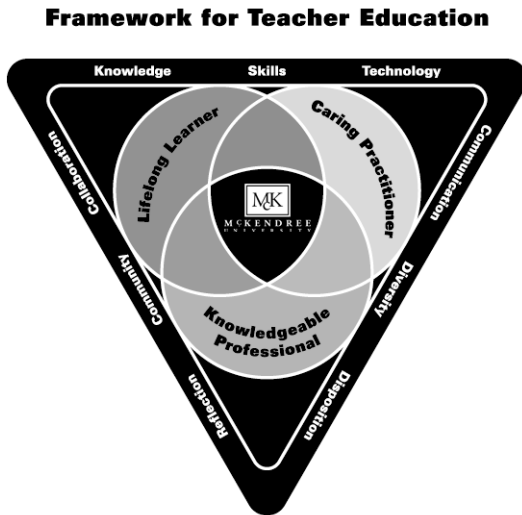 Framework for Teacher Education
Knowledge Skills Technology
Collaboration
Community
Reflection
Communication
Diversity
Disposition
Lifelong Learner
Caring Practitioner
MK
MCKENDREE
UNIVERSITY
Knowledgeable
Professional